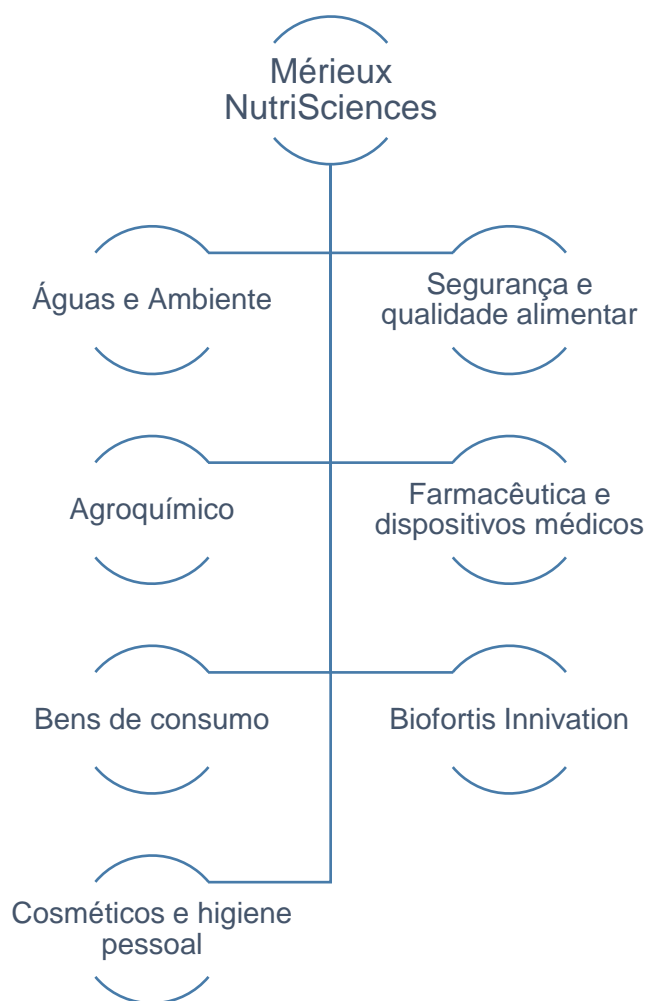 Mérieux
NutriSciences
Águas e Ambiente
Segurança e
qualidade alimentar
Agroquímico
Farmacêutica e
dispositivos médicos
Bens de consumo
Biofortis Innivation
Cosméticos e higiene
pessoal